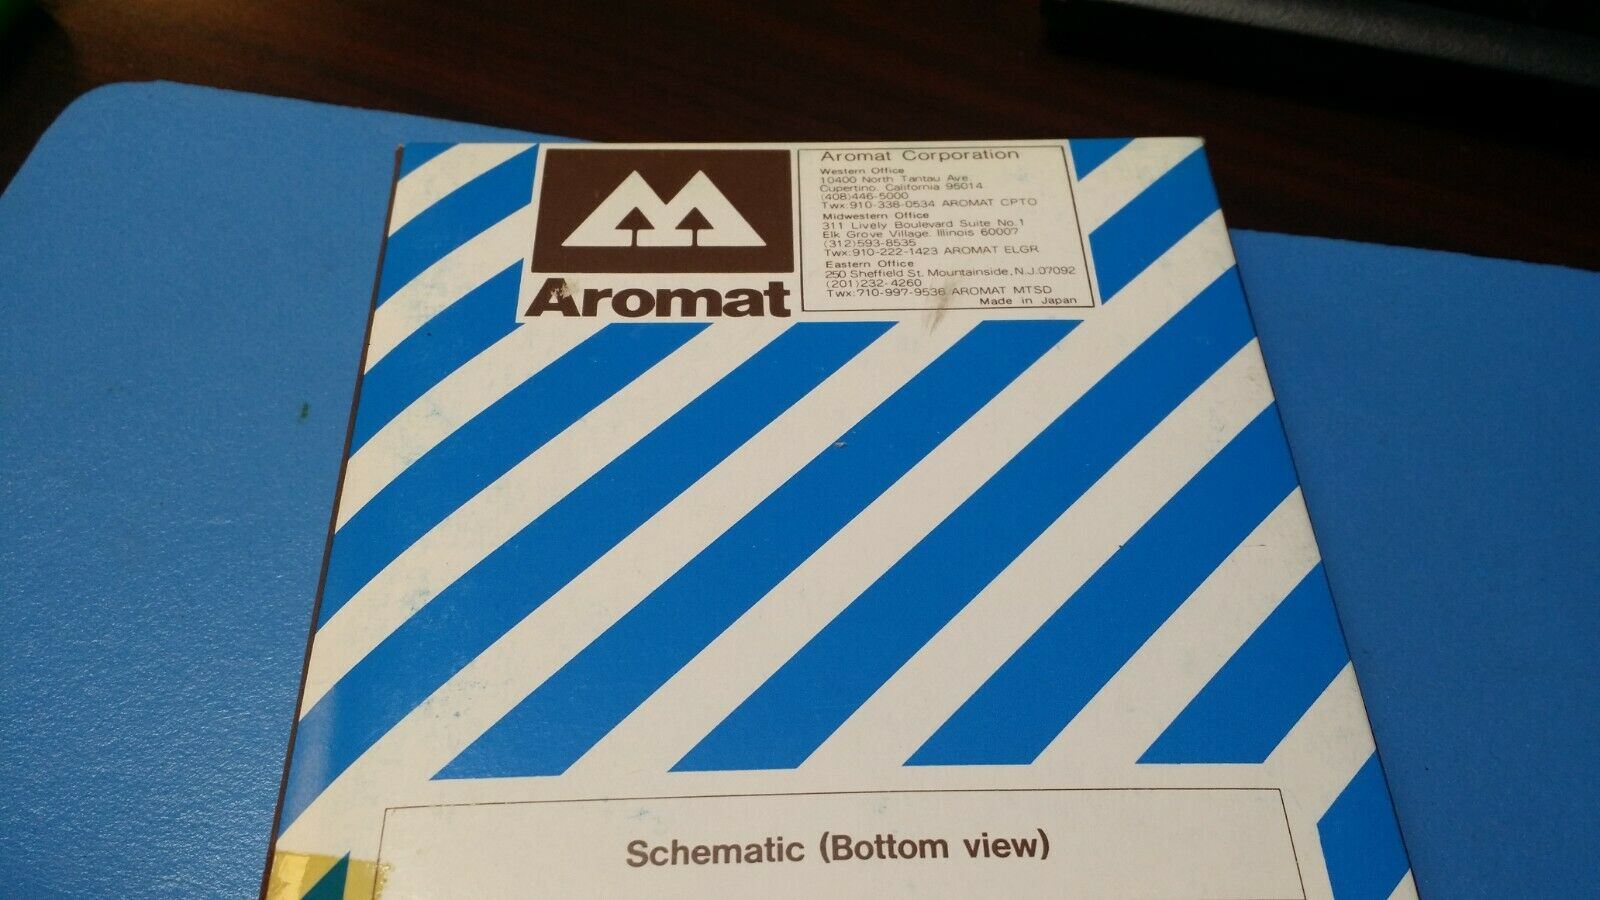 Aromat
Aromat Corporation
Western Office
10400 North Tantau Ave.
Cupertino, California 95014
(408)446-5000
Twx:910-338-0534 AROMAT CPTO
Midwestern Office
311 Lively Boulevard Suite No.1
Elk Grove Village, Illinois 60007
(312)593-8535
Twx:910-222-1423 AROMAT ELGR
Eastern Office
250 Sheffield St. Mountainside, N.J.07092
(201)232-4260
Twx:710-997-9536 AROMAT MTSD
Made in Japan
Schematic (Bottom view)